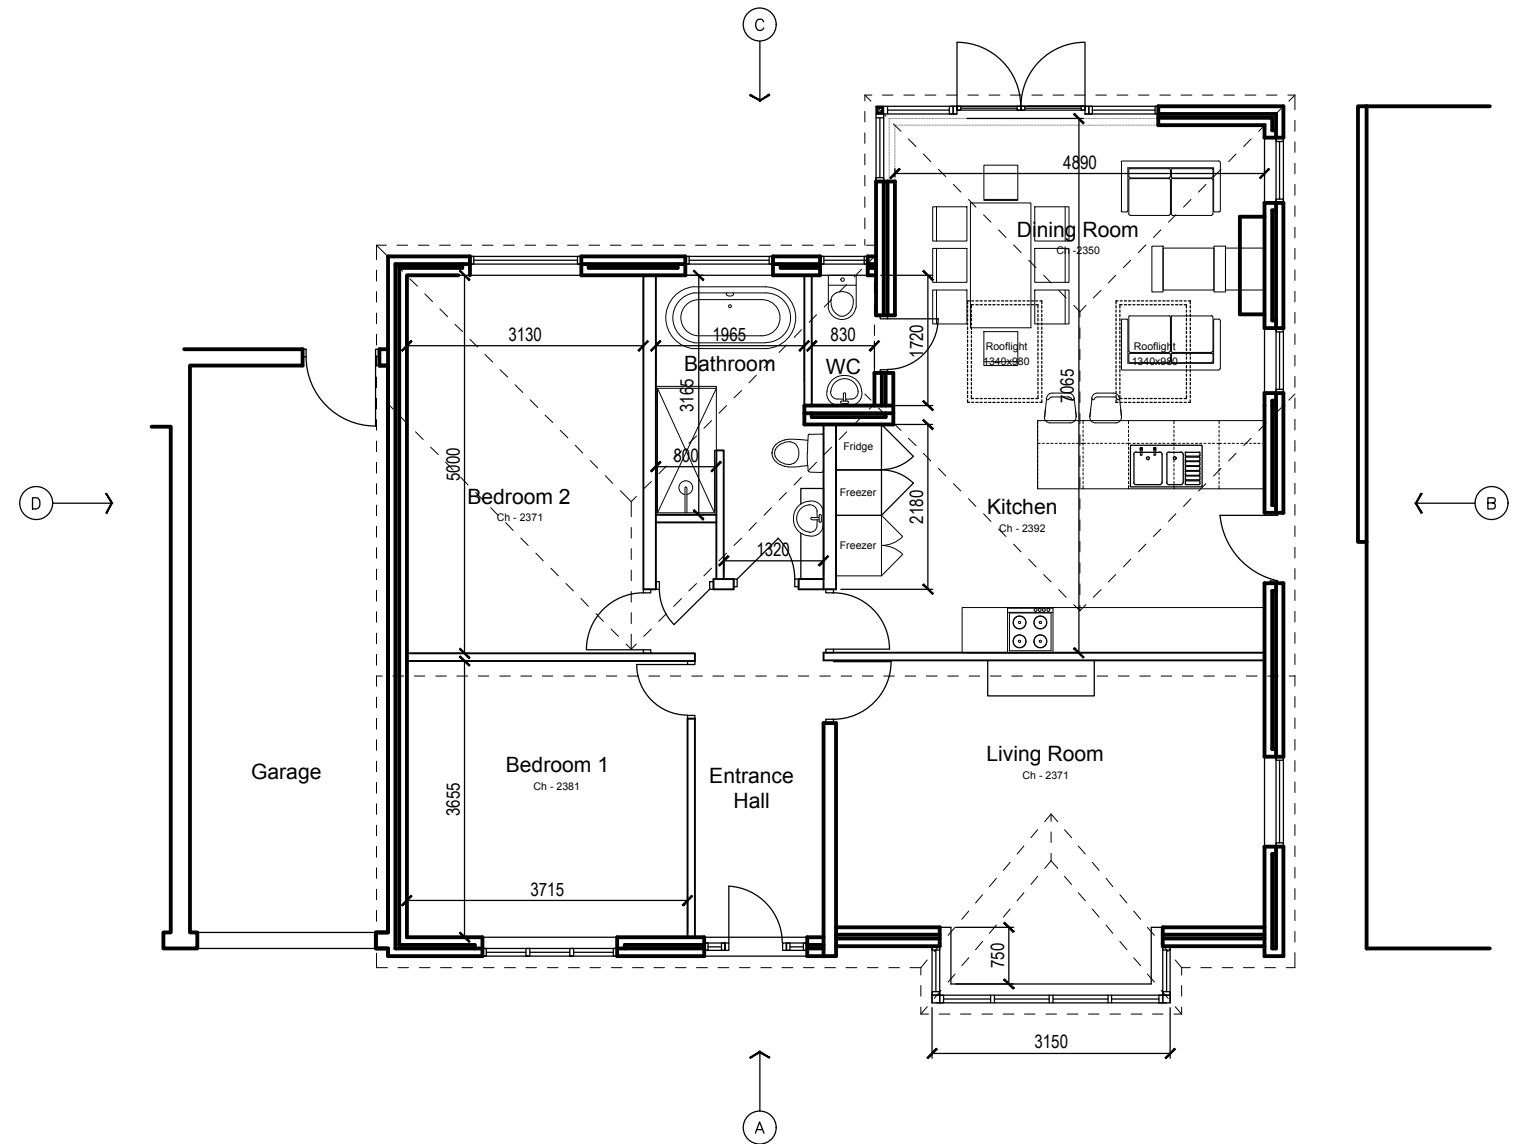 C
4890
Dining Room
Ch -2350
3130
1965
830
1720
Bathroom
WC
Rooflight
1340x980
Rooflight
1340x980
3165
7065
5000
800
Fridge
Bedroom 2
Ch - 2371
Freezer
2180
Kitchen
Ch - 2392
D
B
1320
Freezer
Garage
Bedroom 1
Ch - 2381
Entrance
Hall
Living Room
Ch - 2371
3655
3715
750
3150
A